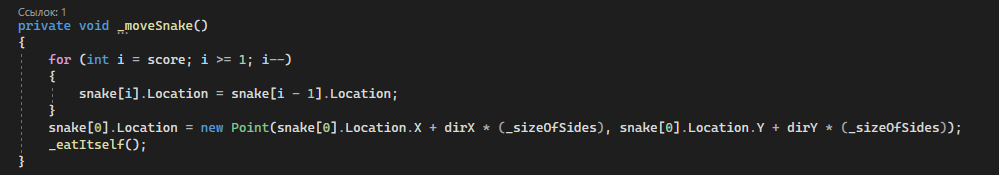 Ссылок: 1
private void _moveSnake()
{
    for (int i = score; i >= 1; i--)
    {
        snake[i].Location = snake[i - 1].Location;
    }
    snake[0].Location = new Point(snake[0].Location.X + dirX * (_sizeOfSides), snake[0].Location.Y + dirY * (_sizeOfSides));
    _eatItself();
}